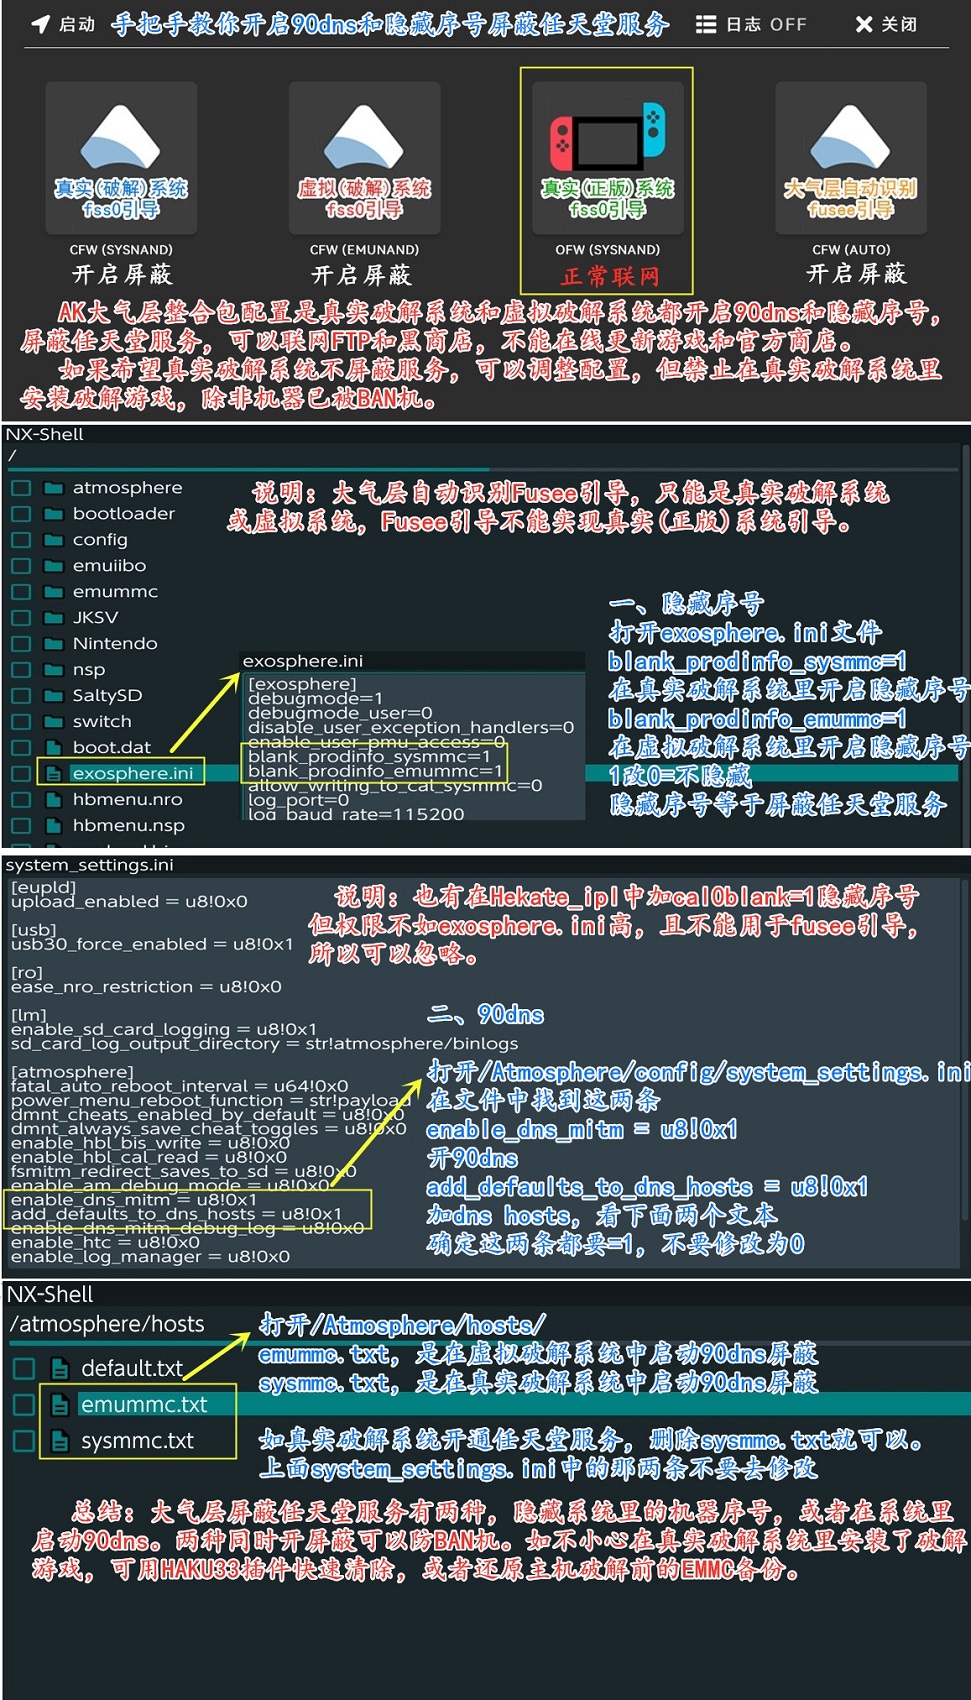 启动 手把手教你开启90dns和隐藏序号屏蔽任天堂服务 日志 OFF 关闭
真实(破解)系统 虚拟(破解)系统 真实(正版)系统 大气层自动识别
fss0引导 fss0引导 fss0引导 fusee引导
CFW (SYSNAND) CFW (EMUNAND) OFW (SYSNAND) CFW (AUTO)
开启屏蔽 开启屏蔽 正常联网 开启屏蔽
AK大气层整合包配置是真实破解系统和虚拟破解系统都开启90dns和隐藏序号，
屏蔽任天堂服务，可以联网FTP和黑商店，不能在线更新游戏和官方商店。
如果希望真实破解系统不屏蔽服务，可以调整配置，但禁止在真实破解系统里
安装破解游戏，除非机器已被BAN机。
NX-Shell
/
atmosphere
bootloader
config
emuiibo
emummc
JKSV
Nintendo
nsp
SaltySD
switch
boot.dat
exosphere.ini
hbmenu.nro
hbmenu.nsp
说明：大气层自动识别Fusee引导，只能是真实破解系统
或虚拟系统，Fusee引导不能实现真实(正版)系统引导。
exosphere.ini
[exosphere]
debugmode=1
debugmode_user=0
disable_user_exception_handlers=0
enable_user_pmu_access=0
blank_prodinfo_sysmmc=1
blank_prodinfo_emummc=1
allow_writing_to_cal_sysmmc=0
log_port=0
log_baud_rate=115200
一、隐藏序号
打开exosphere.ini文件
blank_prodinfo_sysmmc=1
在真实破解系统里开启隐藏序号
blank_prodinfo_emummc=1
在虚拟破解系统里开启隐藏序号
1改0=不隐藏
隐藏序号等于屏蔽任天堂服务
system_settings.ini
[eupld]
upload_enabled = u8!0x0
[usb]
usb30_force_enabled = u8!0x1
[ro]
ease_nro_restriction = u8!0x0
[lm]
enable_sd_card_logging = u8!0x1
sd_card_log_output_directory = str!atmosphere/binlogs
[atmosphere]
fatal_auto_reboot_interval = u64!0x0
power_menu_reboot_function = str!payload
dmnt_cheats_enabled_by_default = u8!0x0
dmnt_always_save_cheat_toggles = u8!0x0
enable_hbl_bis_write = u8!0x0
enable_hbl_cal_read = u8!0x0
fsmitm_redirect_saves_to_sd = u8!0x0
enable_am_debug_mode = u8!0x0
enable_dns_mitm = u8!0x1
add_defaults_to_dns_hosts = u8!0x1
enable_dns_mitm_debug_log = u8!0x0
enable_htc = u8!0x0
enable_log_manager = u8!0x0
说明：也有在Hekate_ipl中加cal0blank=1隐藏序号
但权限不如exosphere.ini高，且不能用于fusee引导，
所以可以忽略。
二、90dns
打开/Atmosphere/config/system_settings.ini
在文件中找到这两条
enable_dns_mitm = u8!0x1
开90dns
add_defaults_to_dns_hosts = u8!0x1
加dns hosts，看下面两个文本
确定这两条都要=1，不要修改为0
NX-Shell
/atmosphere/hosts
default.txt
emummc.txt
sysmmc.txt
打开/Atmosphere/hosts/
emummc.txt，是在虚拟破解系统中启动90dns屏蔽
sysmmc.txt，是在真实破解系统中启动90dns屏蔽
如真实破解系统开通任天堂服务，删除sysmmc.txt就可以。
上面system_settings.ini中的那两条不要去修改
总结：大气层屏蔽任天堂服务有两种，隐藏系统里的机器序号，或者在系统里
启动90dns。两种同时开屏蔽可以防BAN机。如不小心在真实破解系统里安装了破解
游戏，可用HAKU33插件快速清除，或者还原主机破解前的EMMC备份。